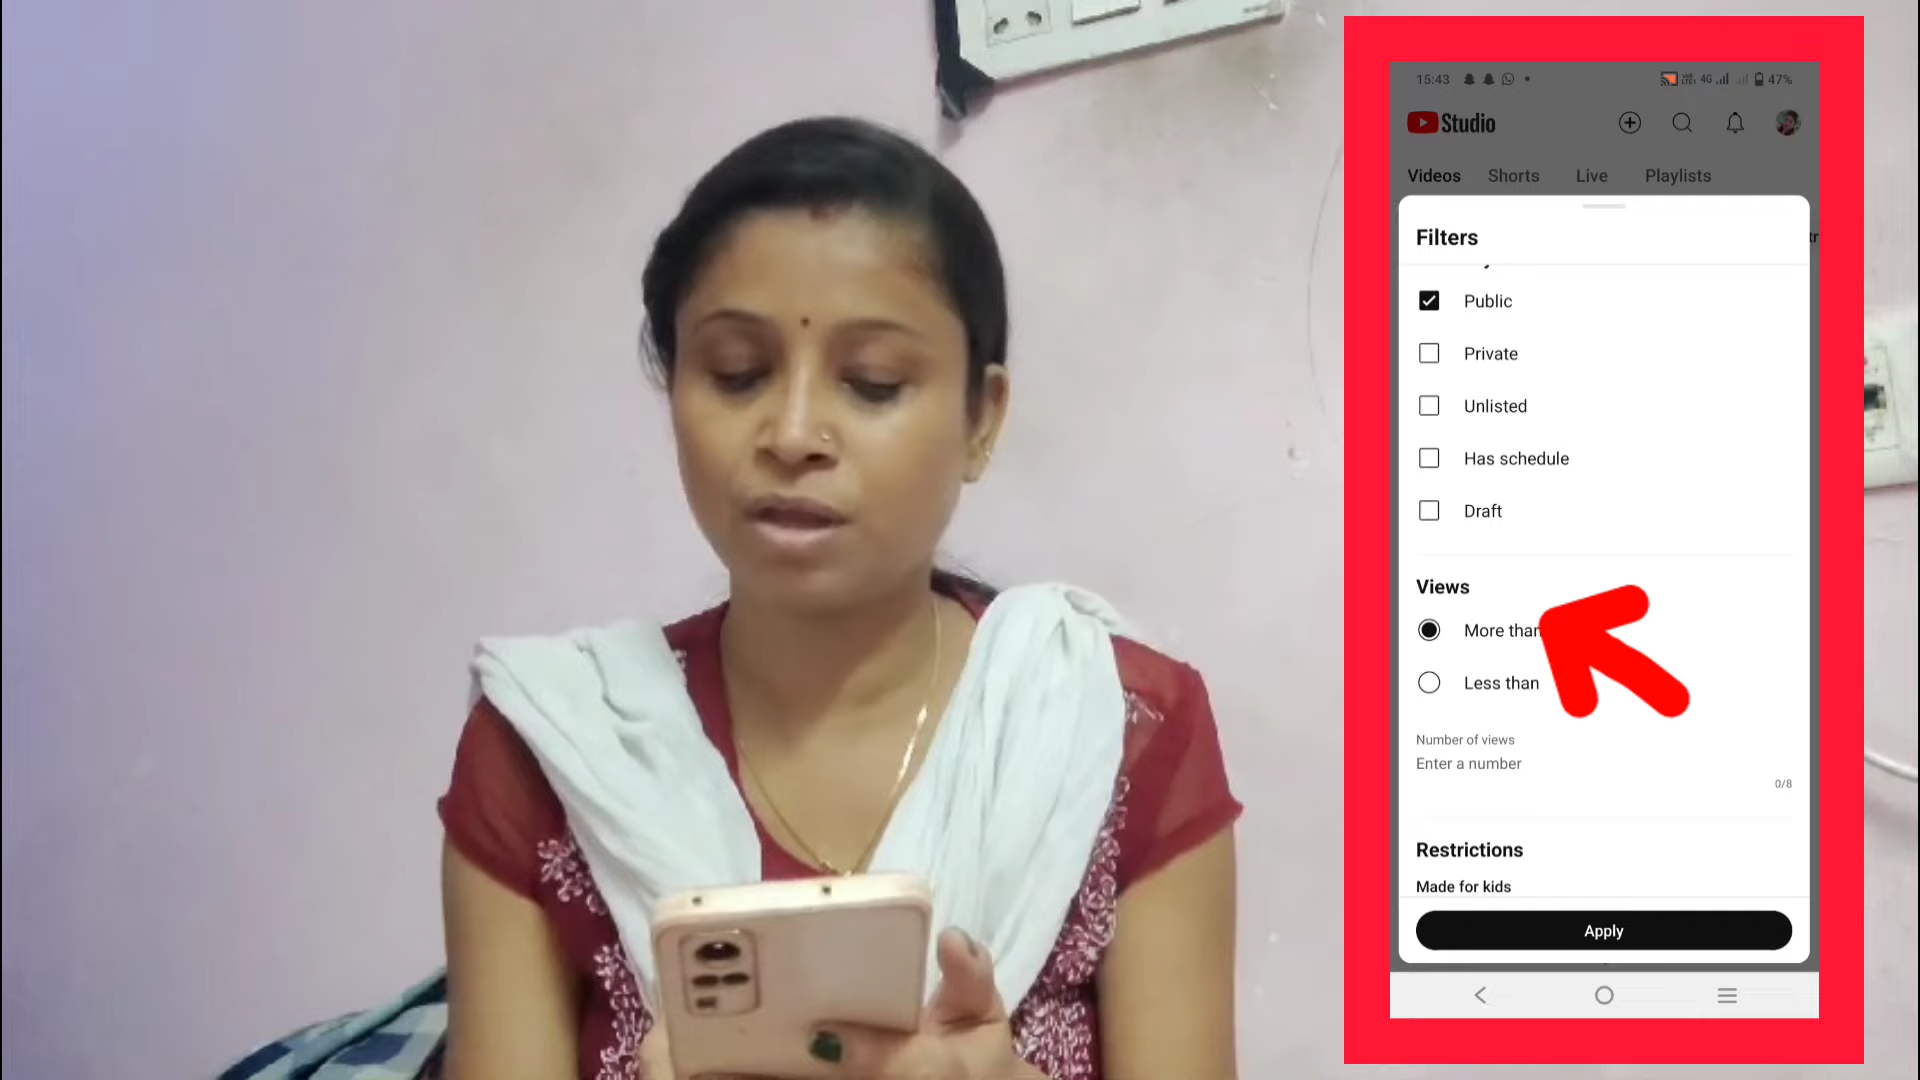 15:43
4G
47%
Studio
Videos Shorts Live Playlists
Filters
Public
Private
Unlisted
Has schedule
Draft
Views
More than
Less than
Number of views
Enter a number
0/8
Restrictions
Made for kids
Apply